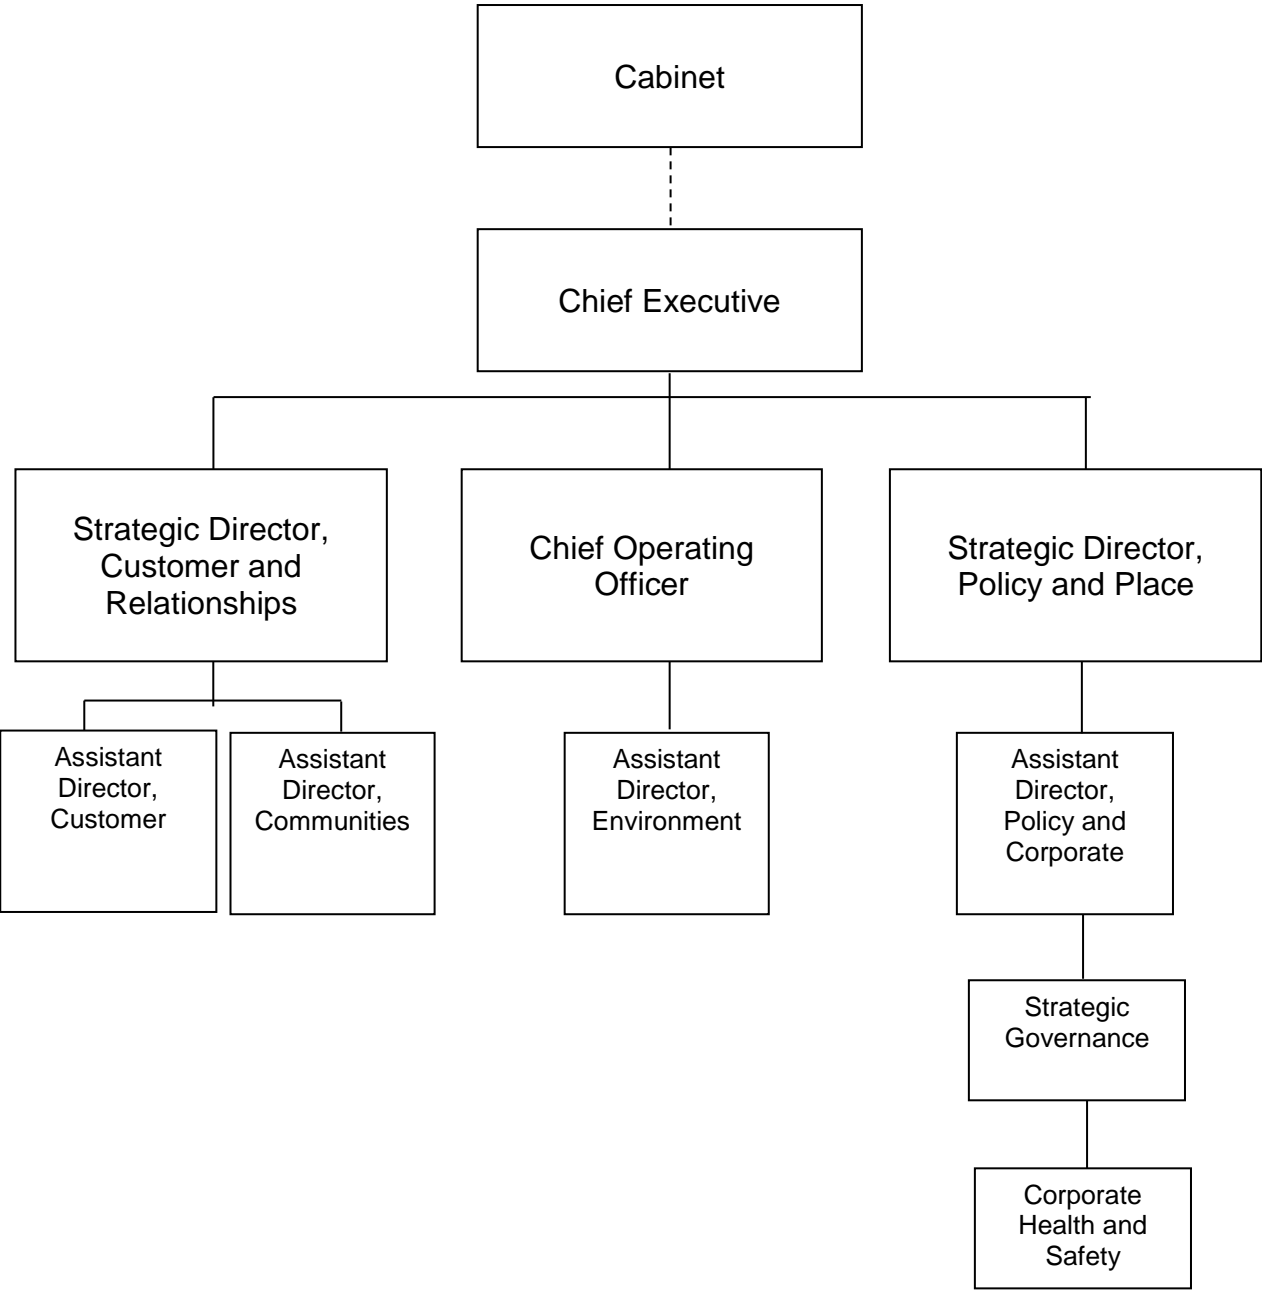 Cabinet
Chief Executive
Strategic Director,
Customer and
Relationships
Chief Operating
Officer
Strategic Director,
Policy and Place
Assistant
Director,
Customer
Assistant
Director,
Communities
Assistant
Director,
Environment
Assistant
Director,
Policy and
Corporate
Strategic
Governance
Corporate
Health and
Safety